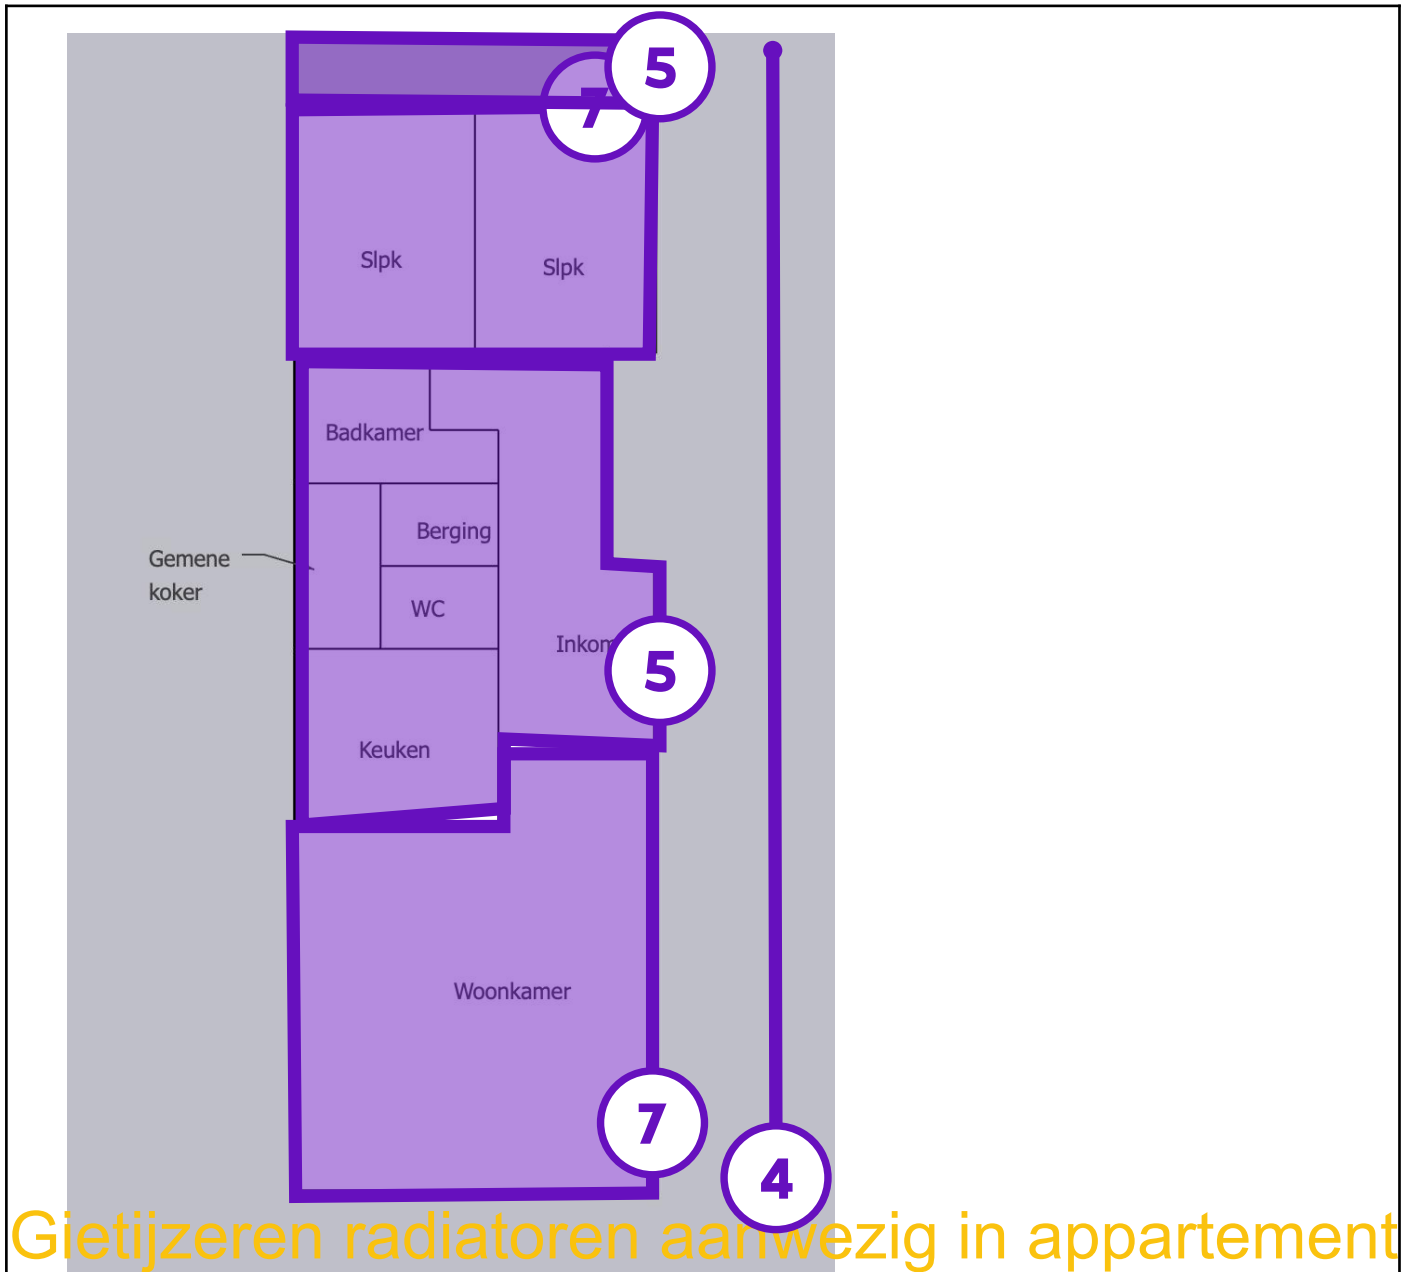 5
7
Slpk
Slpk
Badkamer
Berging
Gemene
koker
WC
Inkom
5
Keuken
Woonkamer
7
4
Gietijzeren radiatoren aanwezig in appartement